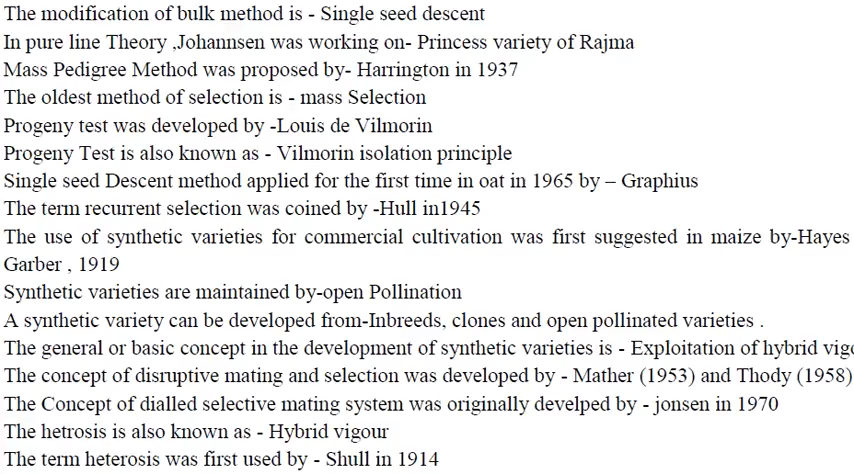 The modification of bulk method is - Single seed descent
In pure line Theory ,Johannsen was working on- Princess variety of Rajma
Mass Pedigree Method was proposed by- Harrington in 1937
The oldest method of selection is - mass Selection
Progeny test was developed by -Louis de Vilmorin
Progeny Test is also known as - Vilmorin isolation principle
Single seed Descent method applied for the first time in oat in 1965 by – Graphius
The term recurrent selection was coined by -Hull in1945
The use of synthetic varieties for commercial cultivation was first suggested in maize by-Hayes
Garber , 1919
Synthetic varieties are maintained by-open Pollination
A synthetic variety can be developed from-Inbreeds, clones and open pollinated varieties .
The general or basic concept in the development of synthetic varieties is - Exploitation of hybrid
The concept of disruptive mating and selection was developed by - Mather (1953) and Thody (1958)
The Concept of dialled selective mating system was originally develped by - jonsen in 1970
The hetrosis is also known as - Hybrid vigour
The term heterosis was first used by - Shull in 1914